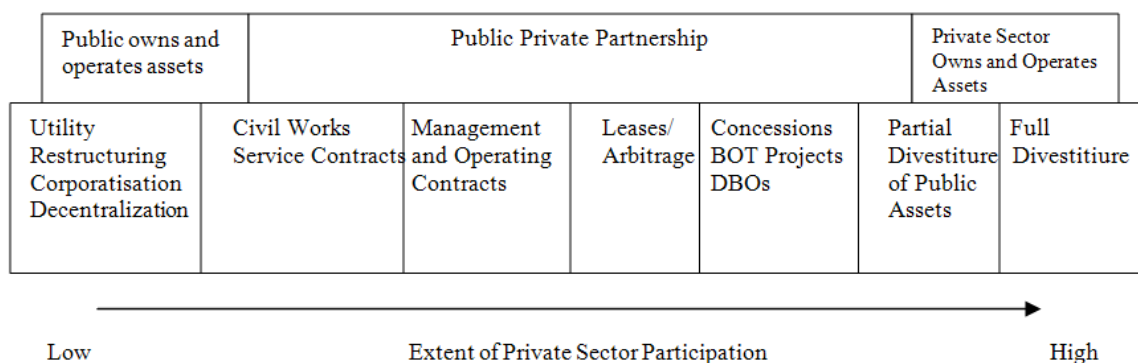 Public owns and
operates assets
Public Private Partnership
Private Sector
Owns and Operates
Assets
Utility
Restructuring
Corporatisation
Decentralization
Civil Works
Service Contracts
Management
and Operating
Contracts
Leases/
Arbitrage
Concessions
BOT Projects
DBOs
Partial
Divestiture
of Public
Assets
Full
Divestitiure
Low
Extent of Private Sector Participation
High